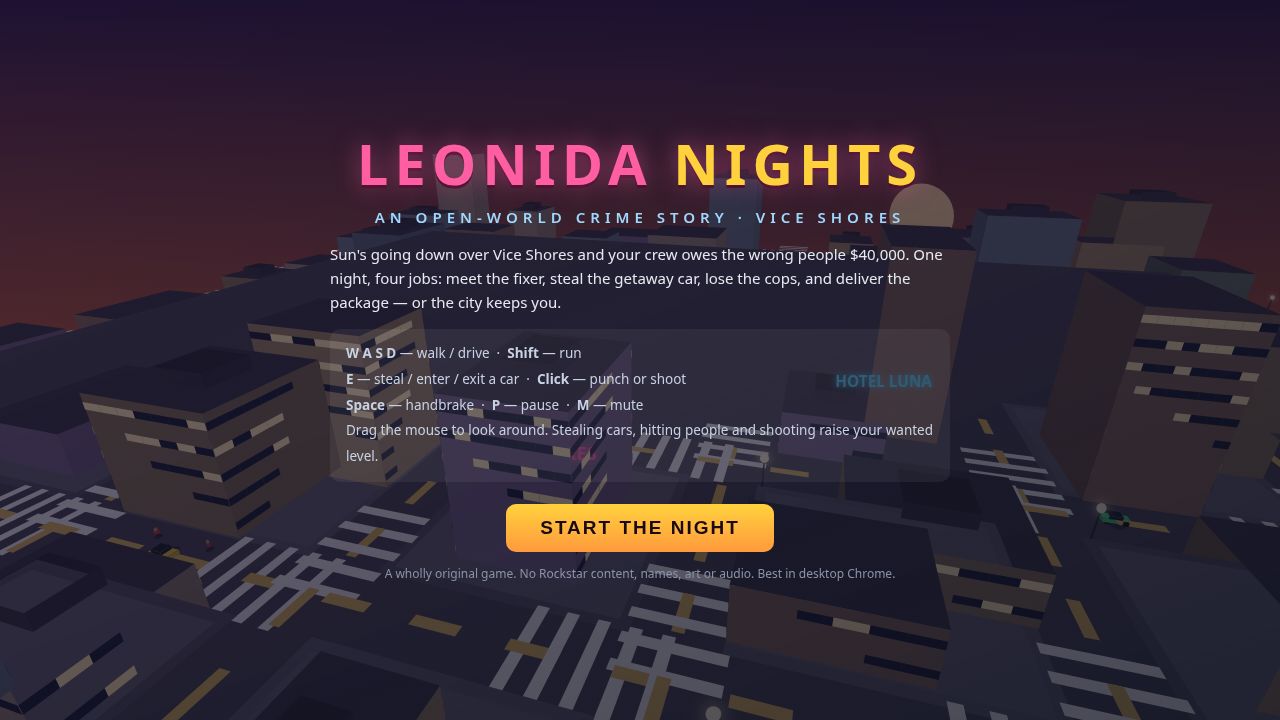 LEONIDA NIGHTS
AN OPEN-WORLD CRIME STORY · VICE SHORES
Sun's going down over Vice Shores and your crew owes the wrong people $40,000. One
night, four jobs: meet the fixer, steal the getaway car, lose the cops, and deliver the
package — or the city keeps you.
W A S D — walk / drive · Shift — run
E — steal / enter / exit a car · Click — punch or shoot
HOTEL LUNA
Space — handbrake · P — pause · M — mute
Drag the mouse to look around. Stealing cars, hitting people and shooting raise your wanted
level.
START THE NIGHT
A wholly original game. No Rockstar content, names, art or audio. Best in desktop Chrome.